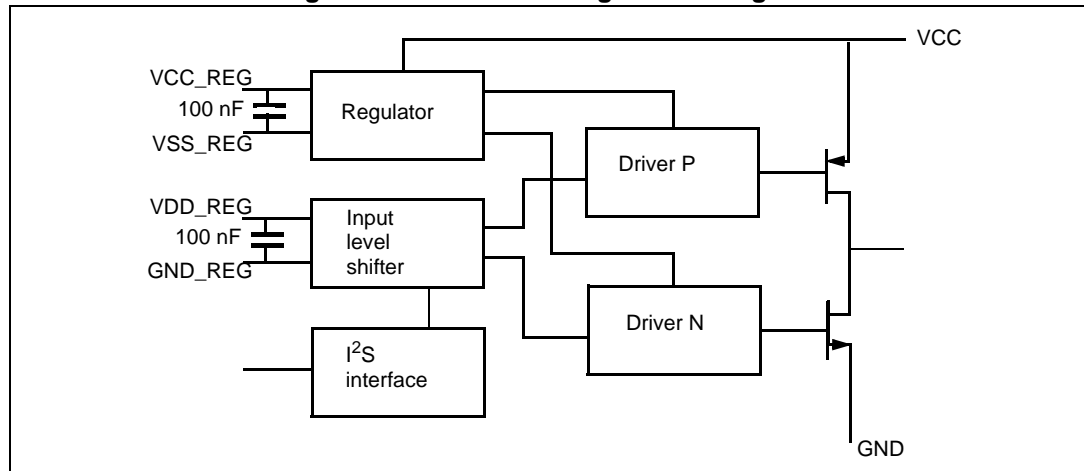 VCC
VCC_REG
100 nF
VSS_REG
Regulator
Driver P
VDD_REG
100 nF
GND_REG
Input
level
shifter
Driver N
I²S
interface
GND